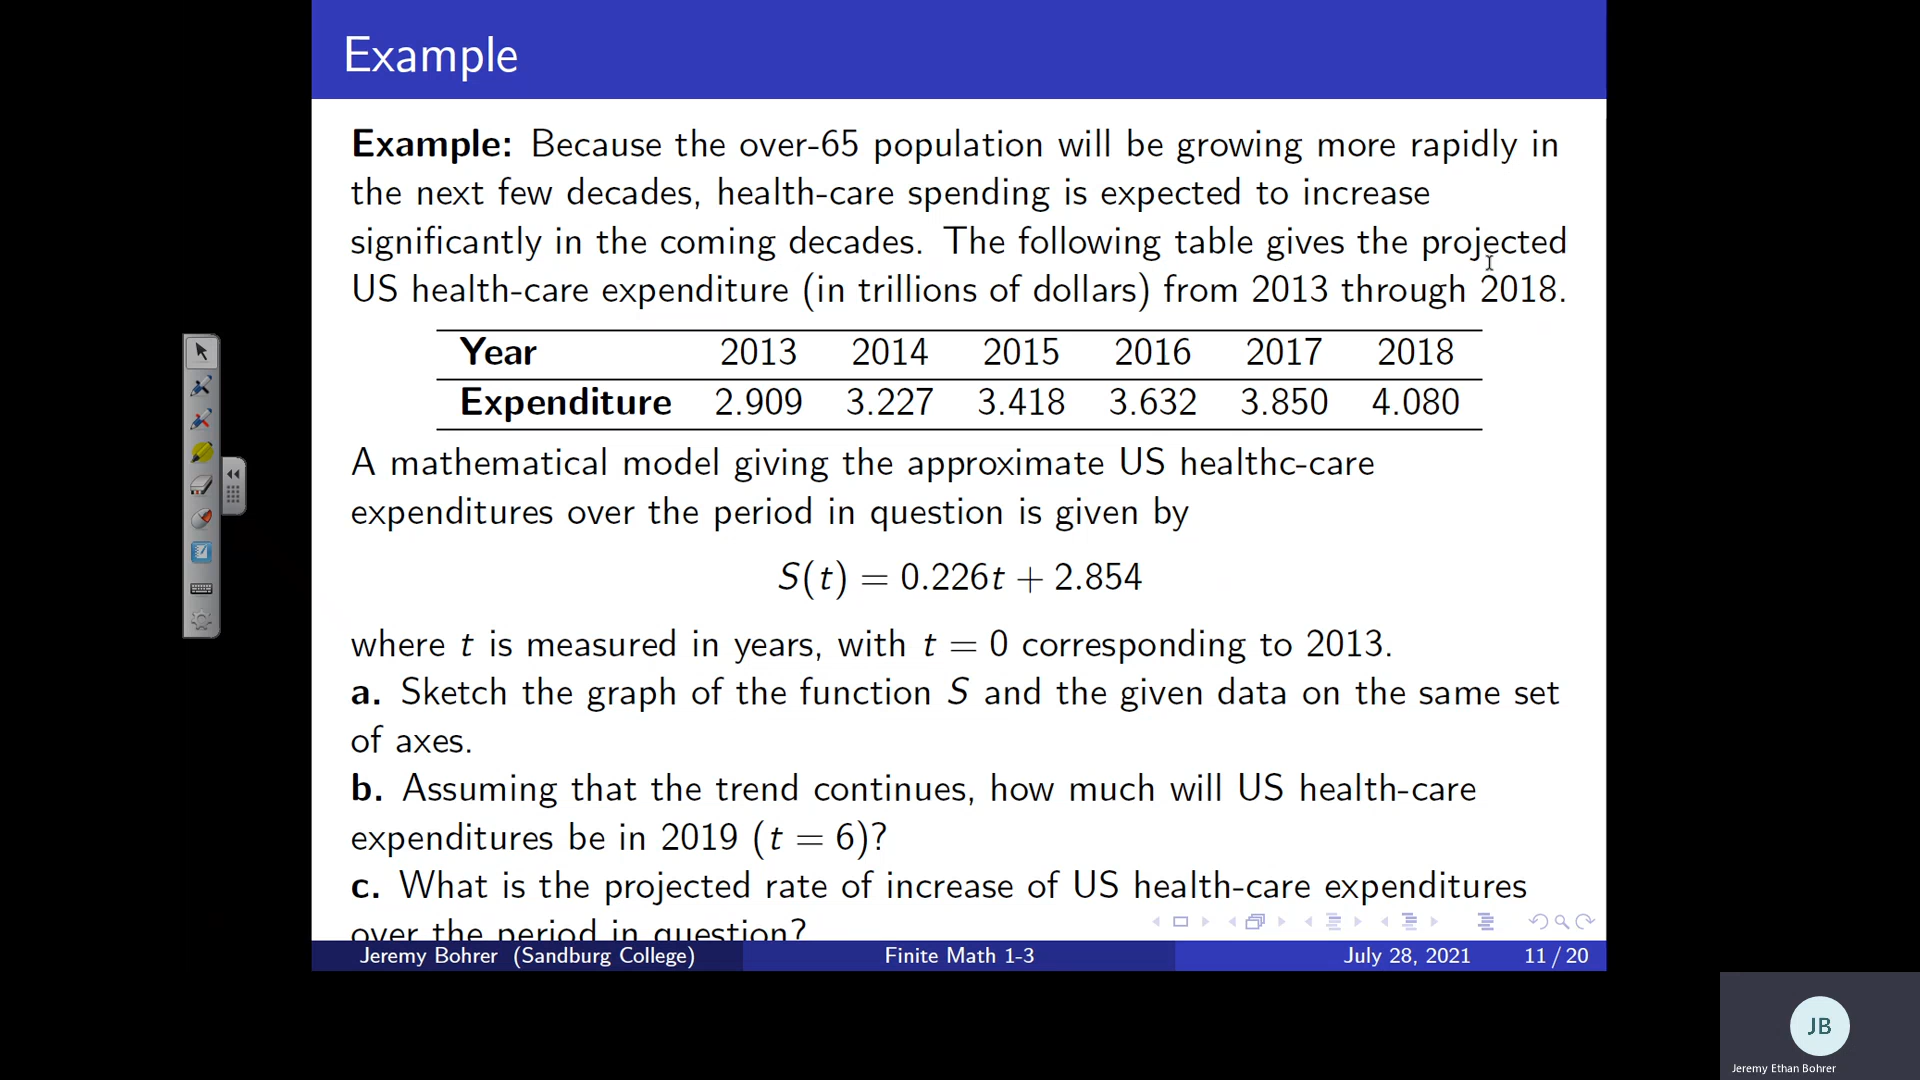 Example
Example: Because the over-65 population will be growing more rapidly in
the next few decades, health-care spending is expected to increase
significantly in the coming decades. The following table gives the projected
US health-care expenditure (in trillions of dollars) from 2013 through 2018.
Year 2013 2014 2015 2016 2017 2018
Expenditure 2.909 3.227 3.418 3.632 3.850 4.080
A mathematical model giving the approximate US healthc-care
expenditures over the period in question is given by
S(t) = 0.226t + 2.854
where t is measured in years, with t = 0 corresponding to 2013.
a. Sketch the graph of the function S and the given data on the same set
of axes.
b. Assuming that the trend continues, how much will US health-care
expenditures be in 2019 (t = 6)?
c. What is the projected rate of increase of US health-care expenditures
over the period in question?
Jeremy Bohrer (Sandburg College) Finite Math 1-3 July 28, 2021 11 / 20
JB
Jeremy Ethan Bohrer